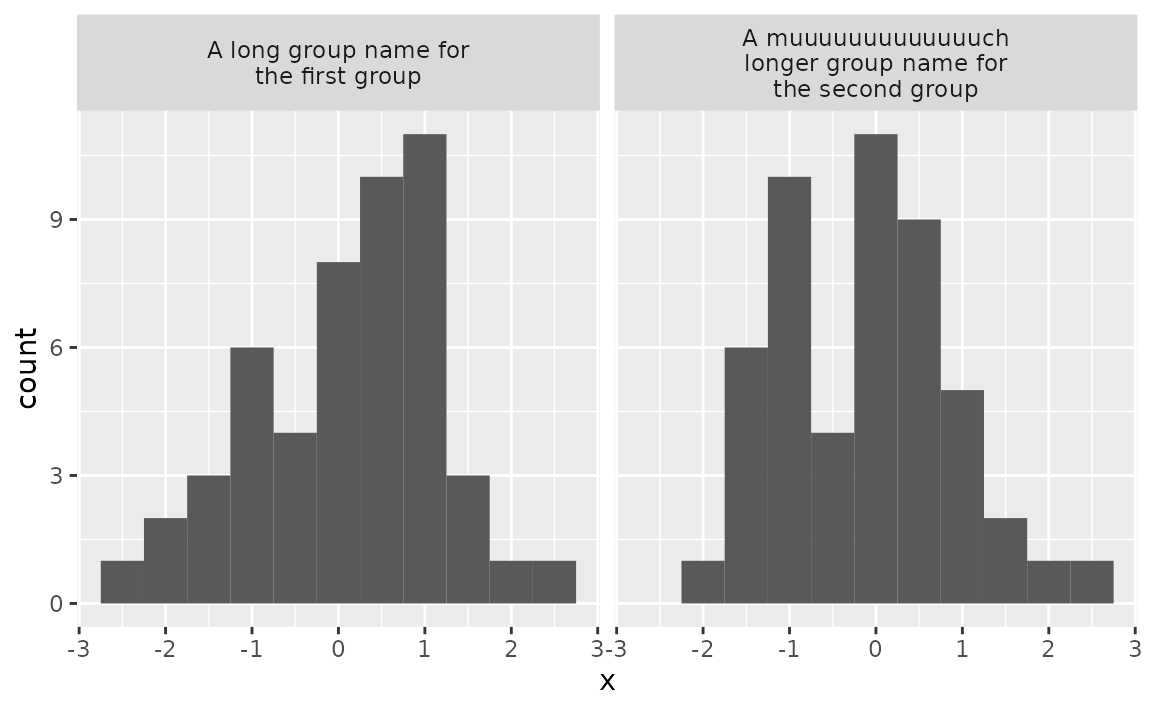 A long group name for
the first group
A muuuuuuuuuuuuuch
longer group name for
the second group
count
9
6
3
0
-3 -2 -1 0 1 2 3
-3 -2 -1 0 1 2 3
x